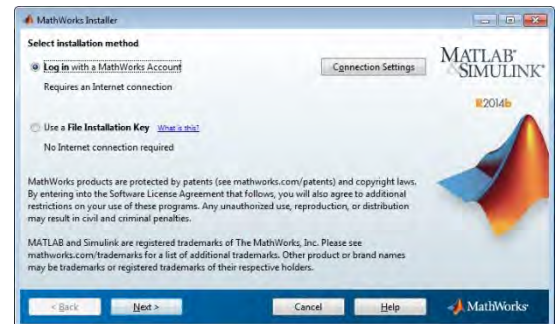 MathWorks Installer
Select installation method
Log in with a MathWorks Account
Connection Settings
Requires an Internet connection
Use a File Installation Key What is this?
No Internet connection required
MathWorks products are protected by patents (see mathworks.com/patents) and copyright laws.
By entering into the Software License Agreement that follows, you will also agree to additional
restrictions on your use of these programs. Any unauthorized use, reproduction, or distribution
may result in civil and criminal penalties.
MATLAB and Simulink are registered trademarks of The MathWorks, Inc. Please see
mathworks.com/trademarks for a list of additional trademarks. Other product or brand names
may be trademarks or registered trademarks of their respective holders.
MATLAB®
&SIMULINK®
R2014b
< Back
Next >
Cancel
Help
MathWorks®